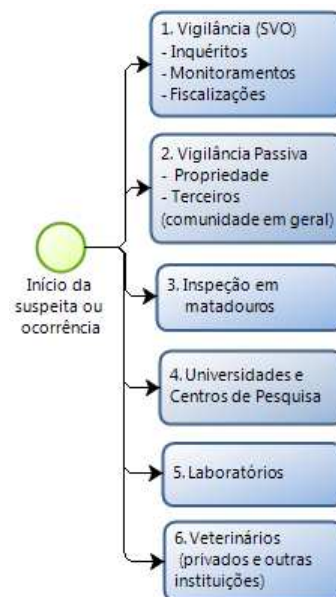 1. Vigilância (SVO)
- Inquéritos
- Monitoramentos
- Fiscalizações
2. Vigilância Passiva
- Propriedade
- Terceiros
(comunidade em geral)
Início da
suspeita ou
ocorrência
3. Inspeção em
matadouros
4. Universidades e
Centros de Pesquisa
5. Laboratórios
6. Veterinários
(privados e outras
instituições)